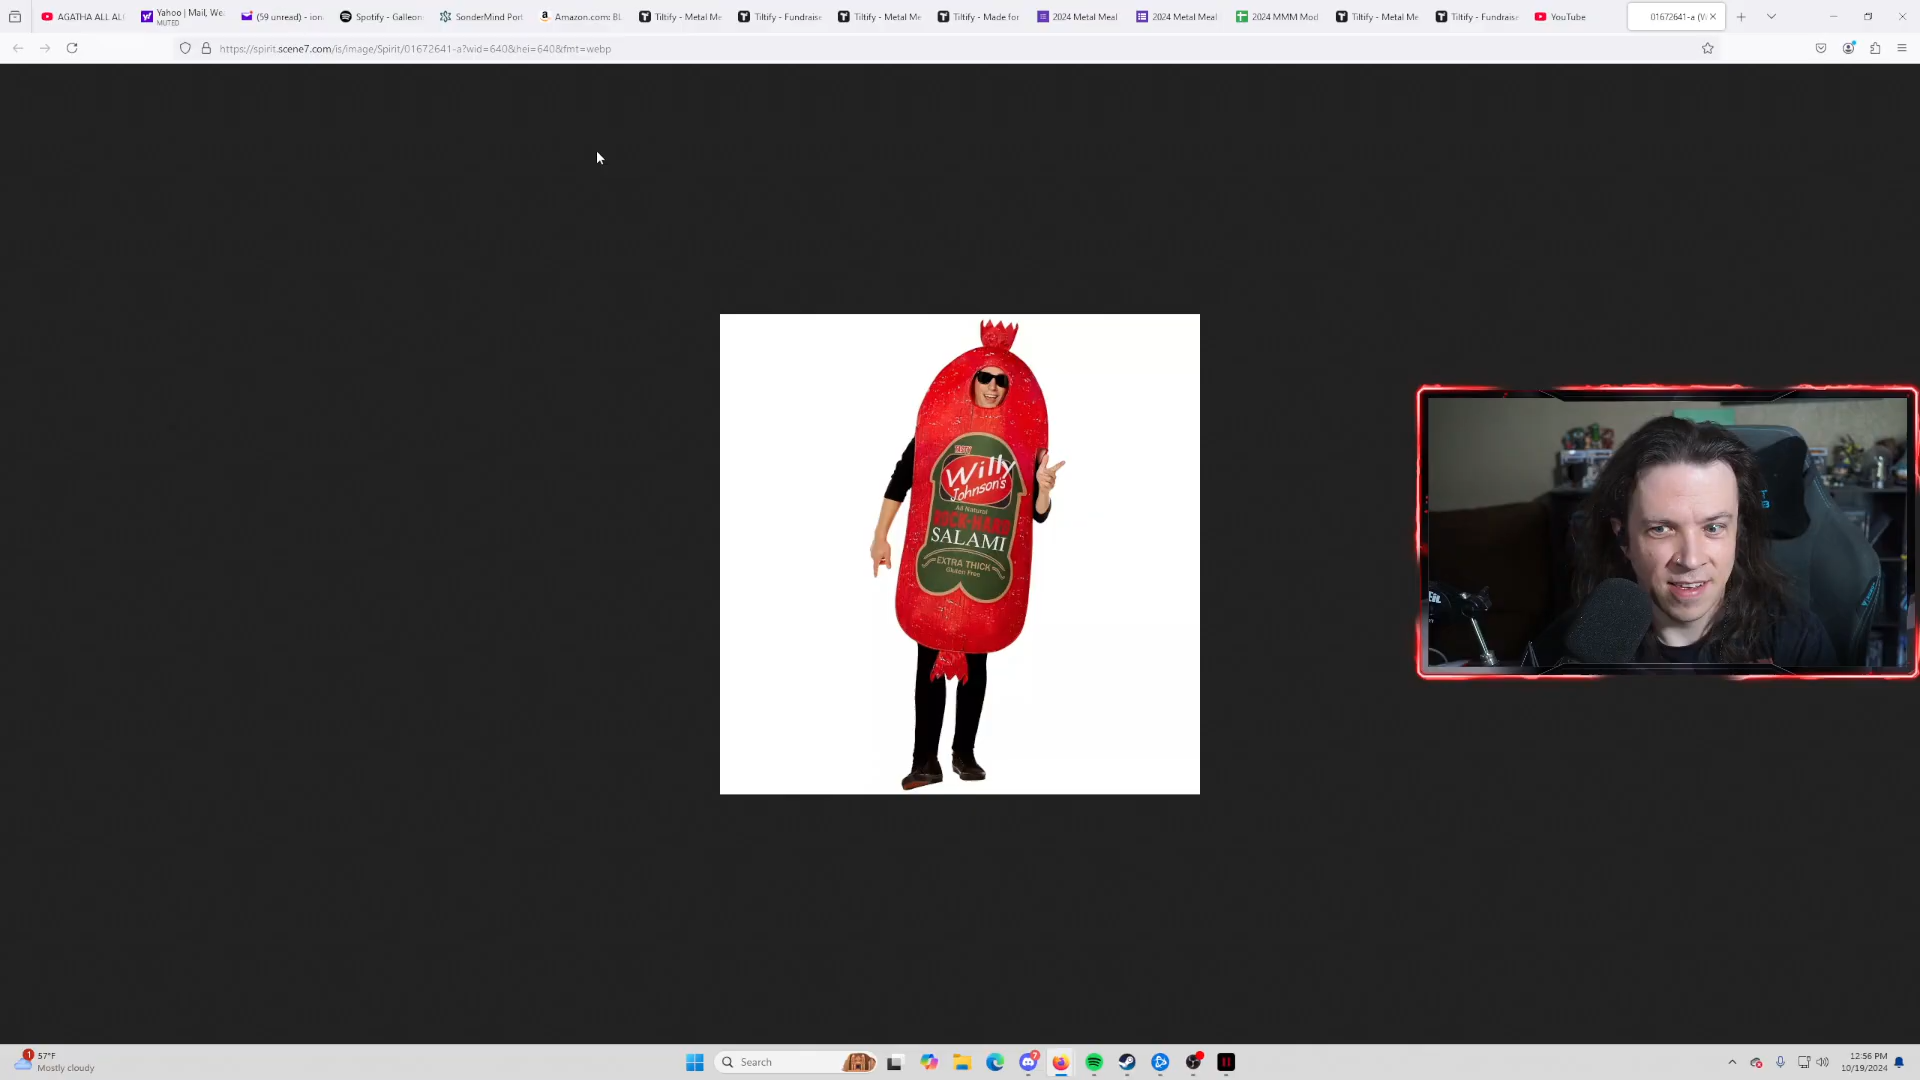 AGATHA ALL AL
Yahoo | Mail, We
MUTED
(59 unread) - ion
Spotify - Galleon
SonderMind Port
Amazon.com: BL
Tiltify - Metal Me
Tiltify - Fundraise
Tiltify - Metal Me
Tiltify - Made for
2024 Metal Meal
2024 Metal Meal
2024 MMM Mod
Tiltify - Metal Me
Tiltify - Fundraise
YouTube
01672641-a (W
https://spirit.scene7.com/is/image/Spirit/01672641-a?wid=640&hei=640&fmt=webp
Willy
Johnson's
All Natural
ROCK-HARD
SALAMI
EXTRA THICK
Gluten Free
1
57°F
Mostly cloudy
Search
7
12:56 PM
10/19/2024